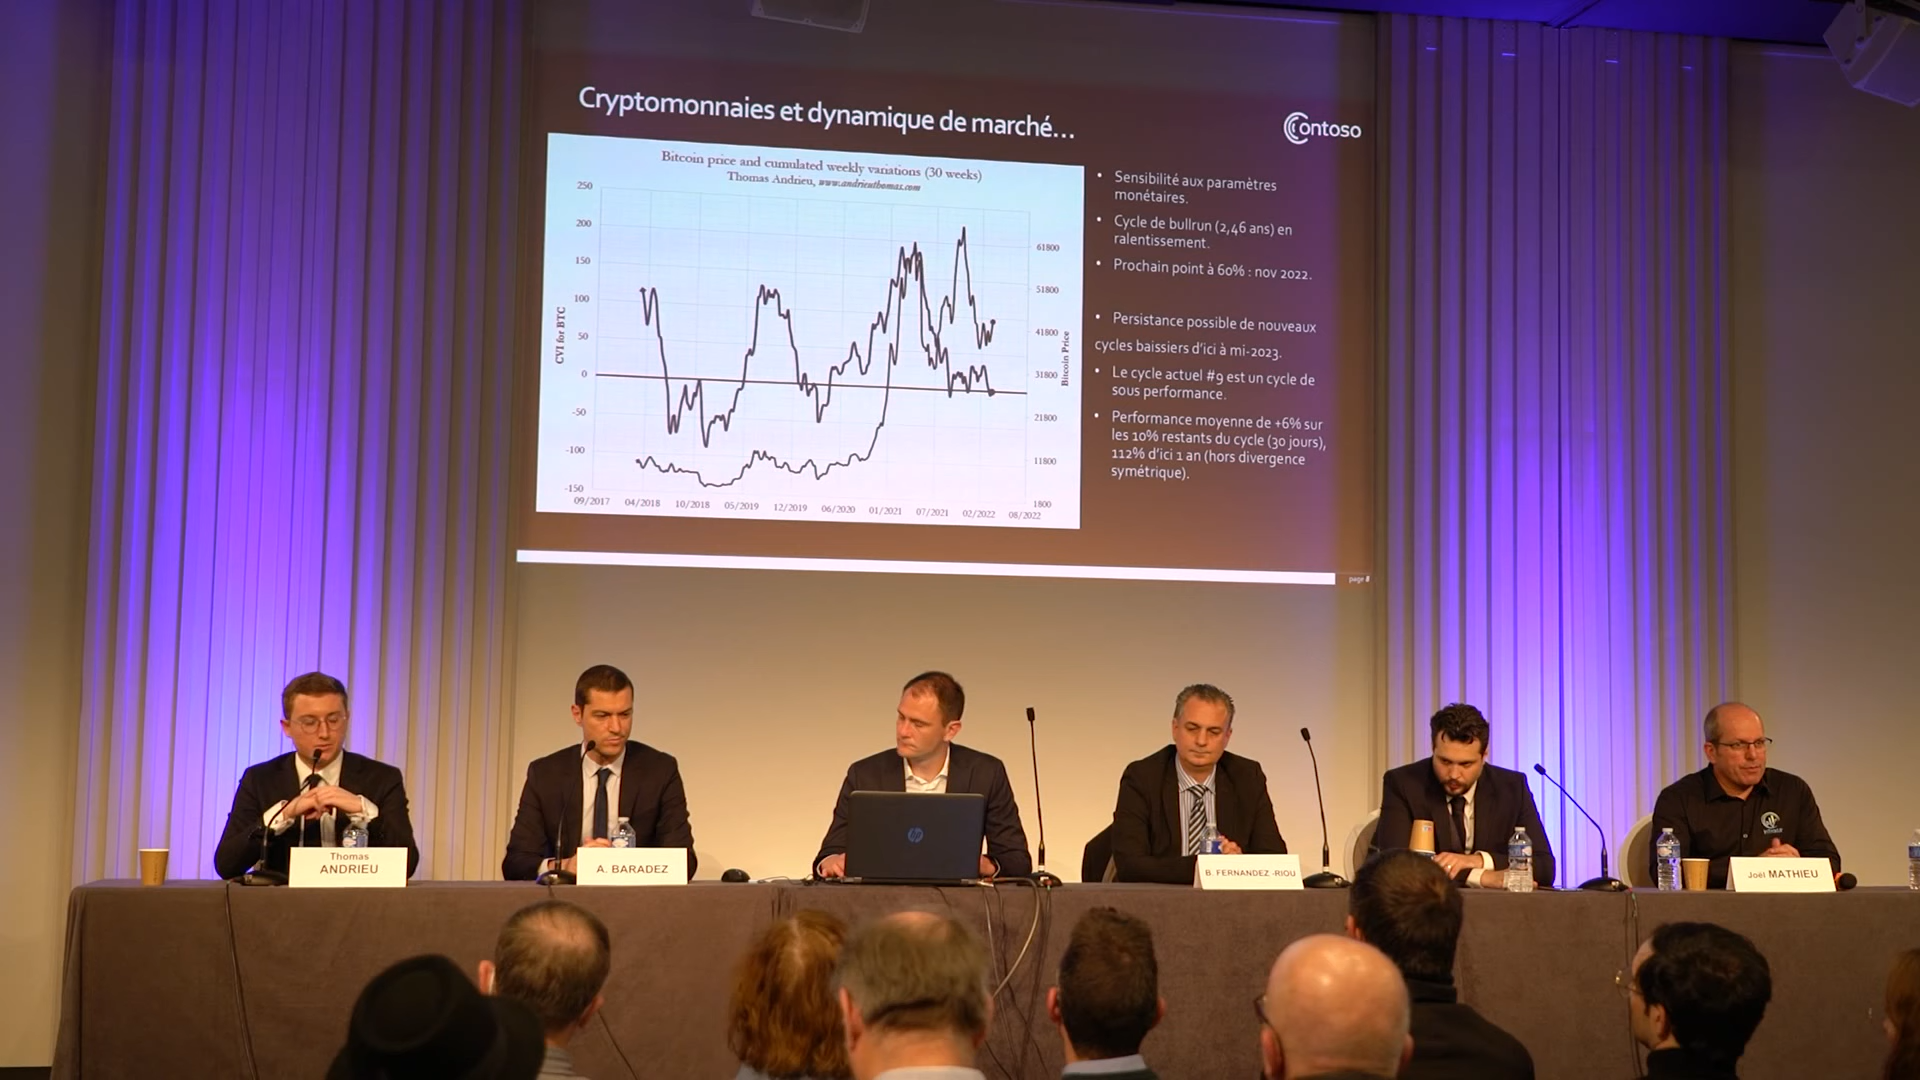 Cryptomonnaies et dynamique de marché...
Contoso
Bitcoin price and cumulated weekly variations (30 weeks)
Thomas Andrieu, www.andrieuthomas.com
250
200
150
100
50
0
-50
-100
-150
CVI for BTC
61800
51800
41800
31800
21800
11800
1800
Bitcoin Price
09/2017 04/2018 10/2018 05/2019 12/2019 06/2020 01/2021 07/2021 02/2022 08/2022
• Sensibilité aux paramètres
monétaires.
• Cycle de bullrun (2,46 ans) en
ralentissement.
• Prochain point à 60% : nov 2022.
• Persistance possible de nouveaux
cycles baissiers d'ici à mi-2023.
• Le cycle actuel #9 est un cycle de
sous performance.
• Performance moyenne de +6% sur
les 10% restants du cycle (30 jours),
112% d'ici 1 an (hors divergence
symétrique).
page 8
Thomas
ANDRIEU
A. BARADEZ
hp
B. FERNANDEZ -RIOU
Joël MATHIEU